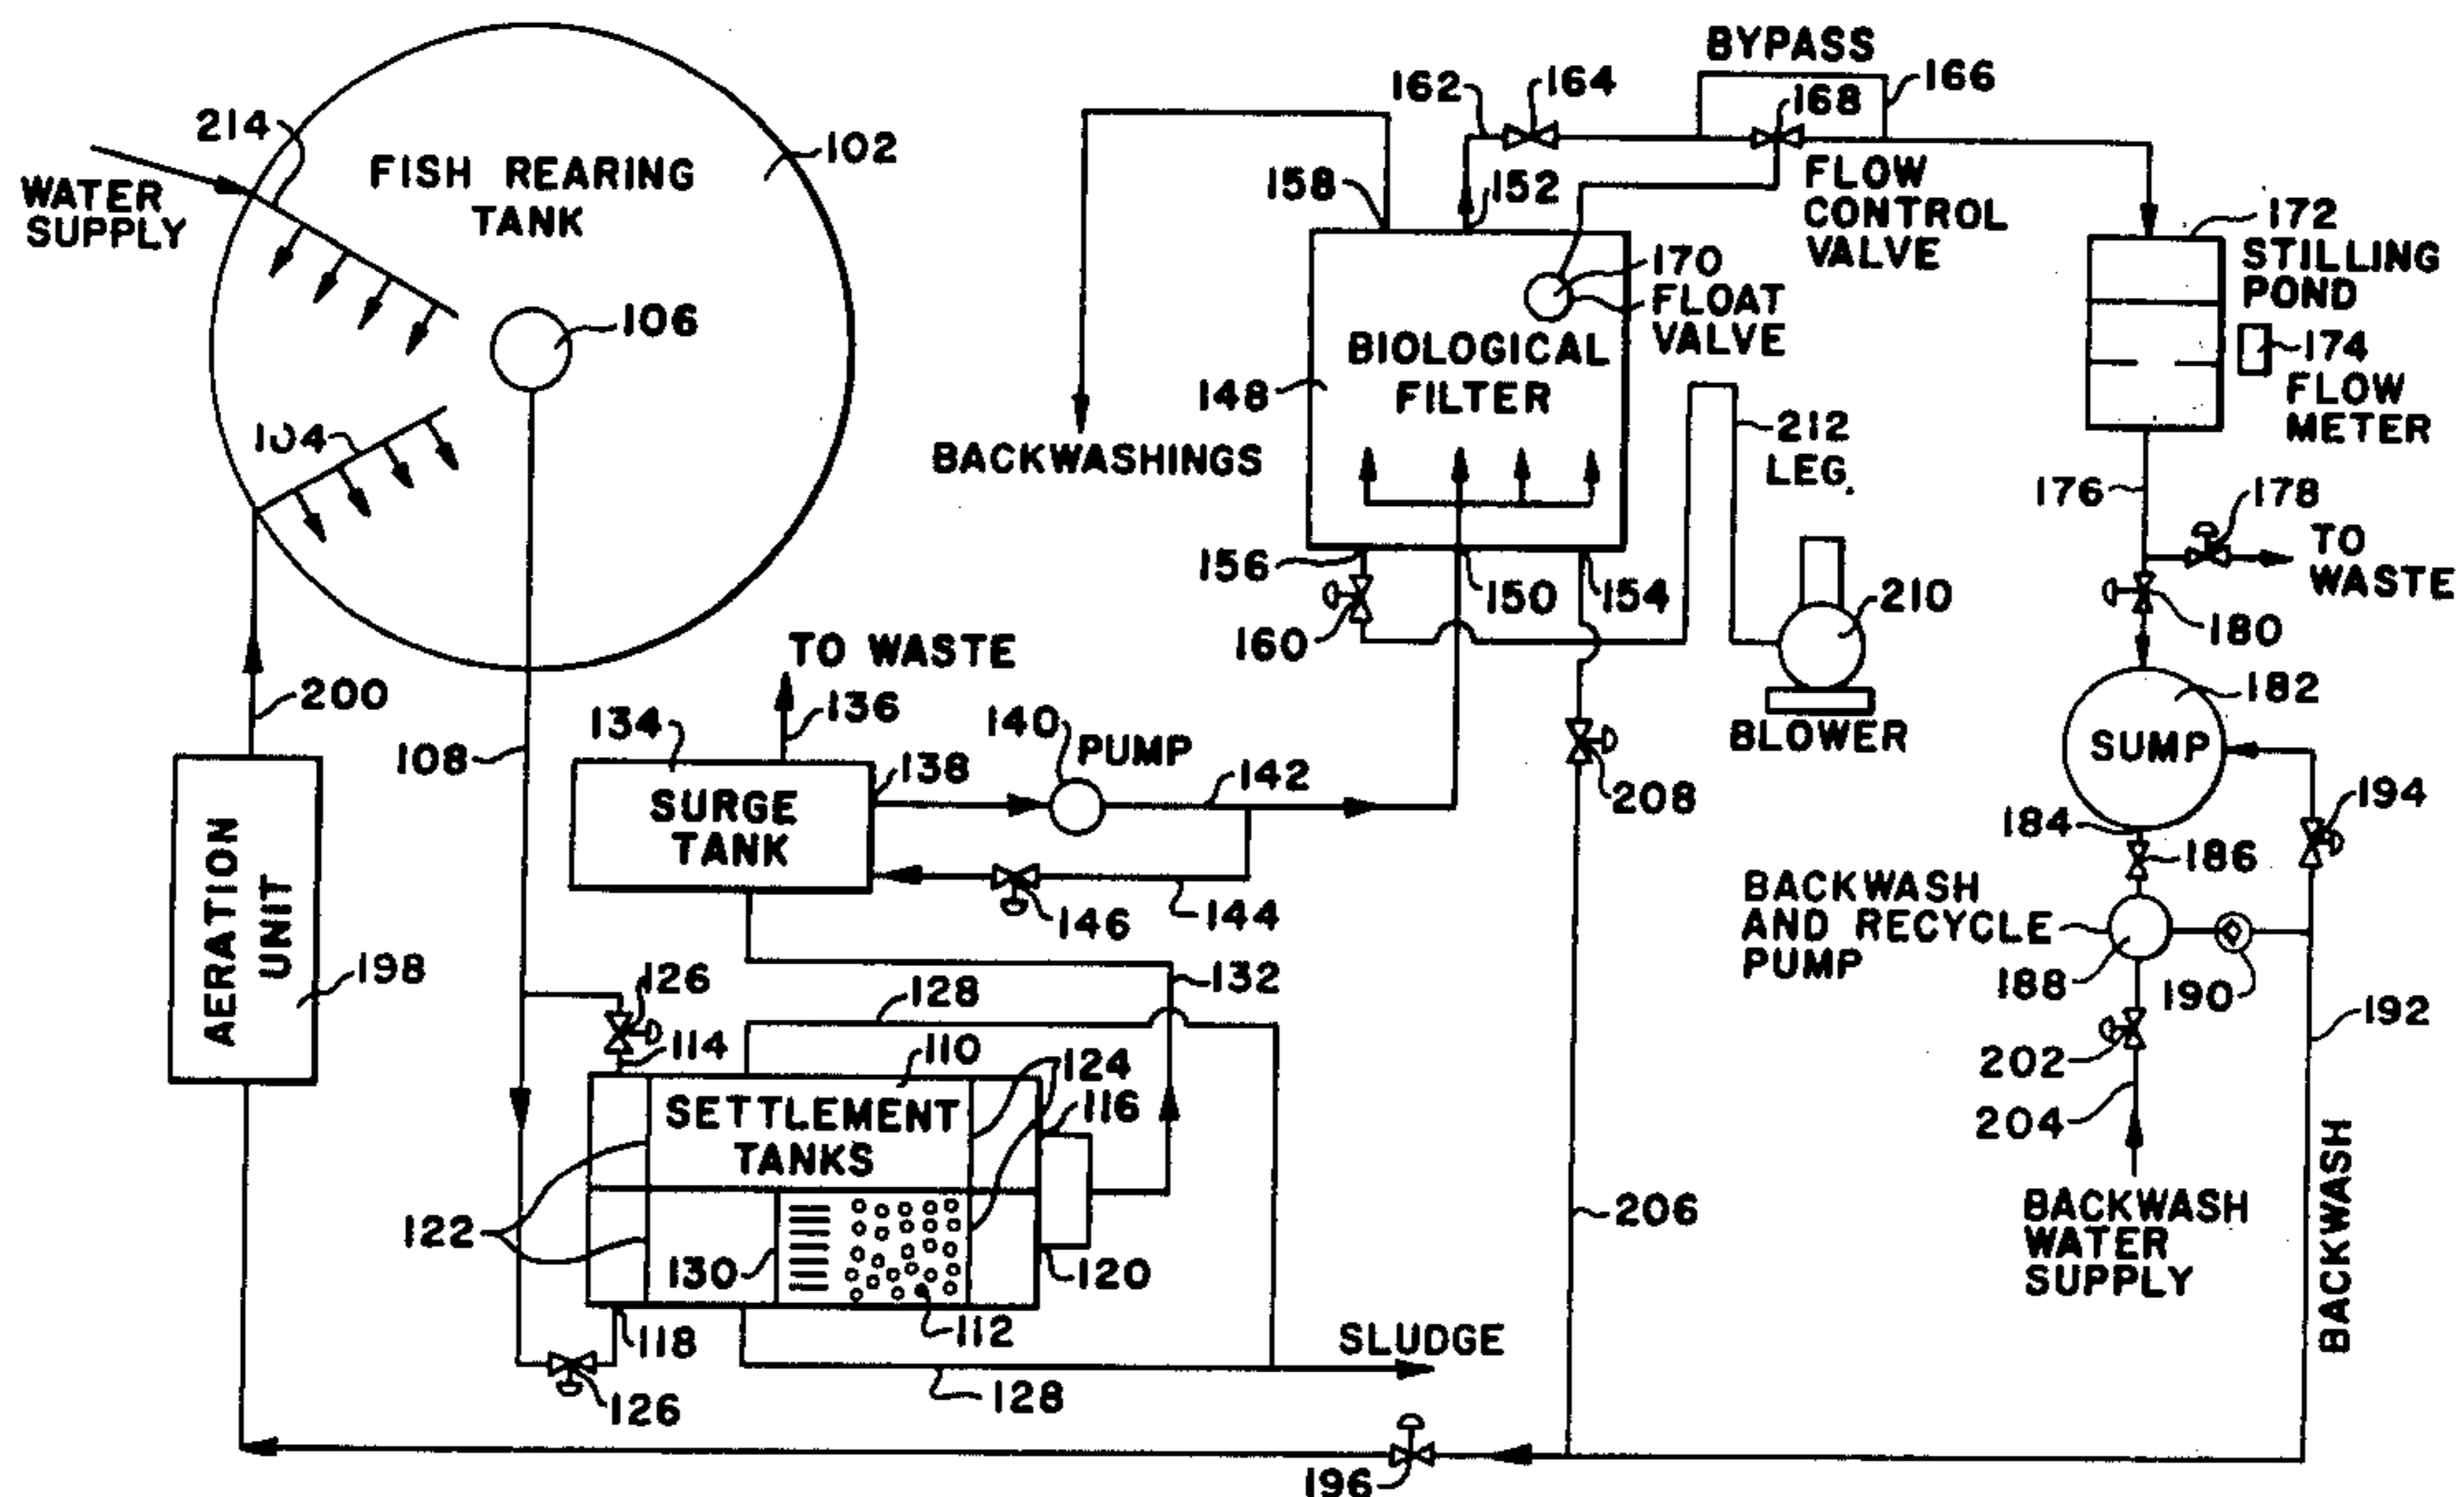 BYPASS
162
164
166
168
214
102
FISH REARING
TANK
WATER
SUPPLY
158
152
FLOW
CONTROL
VALVE
172
STILLING
POND
170
FLOAT
VALVE
106
174
FLOW
METER
BIOLOGICAL
FILTER
148
104
BACKWASHINGS
212
LEG.
176
178
TO
WASTE
156
150
154
210
160
180
TO WASTE
200
136
182
134
140
PUMP
BLOWER
SUMP
108
138
142
208
194
SURGE
TANK
184
186
AERATION
UNIT
146
144
BACKWASH
AND RECYCLE
PUMP
188
190
198
126
128
132
192
114
110
124
202
116
SETTLEMENT
TANKS
204
122
130
120
206
BACKWASH
WATER
SUPPLY
BACKWASH
118
112
SLUDGE
126
128
196